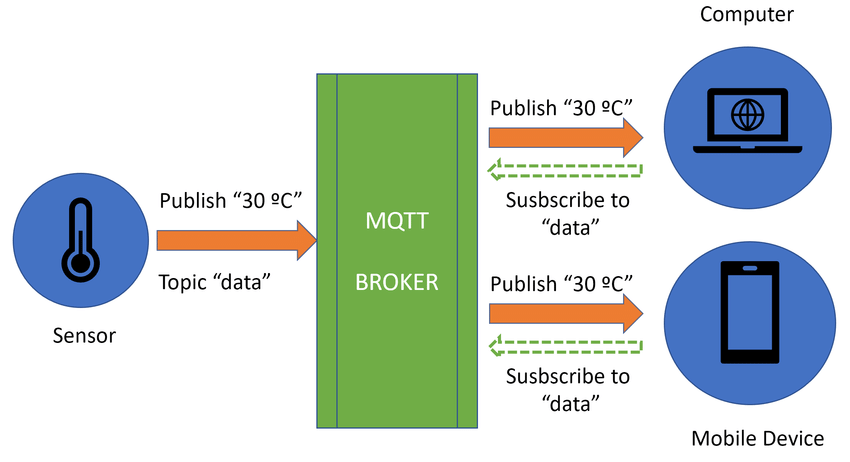 Computer
Publish “30 ºC”
Susbscribe to
“data”
Publish “30 ºC”
Topic “data”
Sensor
MQTT
BROKER
Publish “30 ºC”
Susbscribe to
“data”
Mobile Device